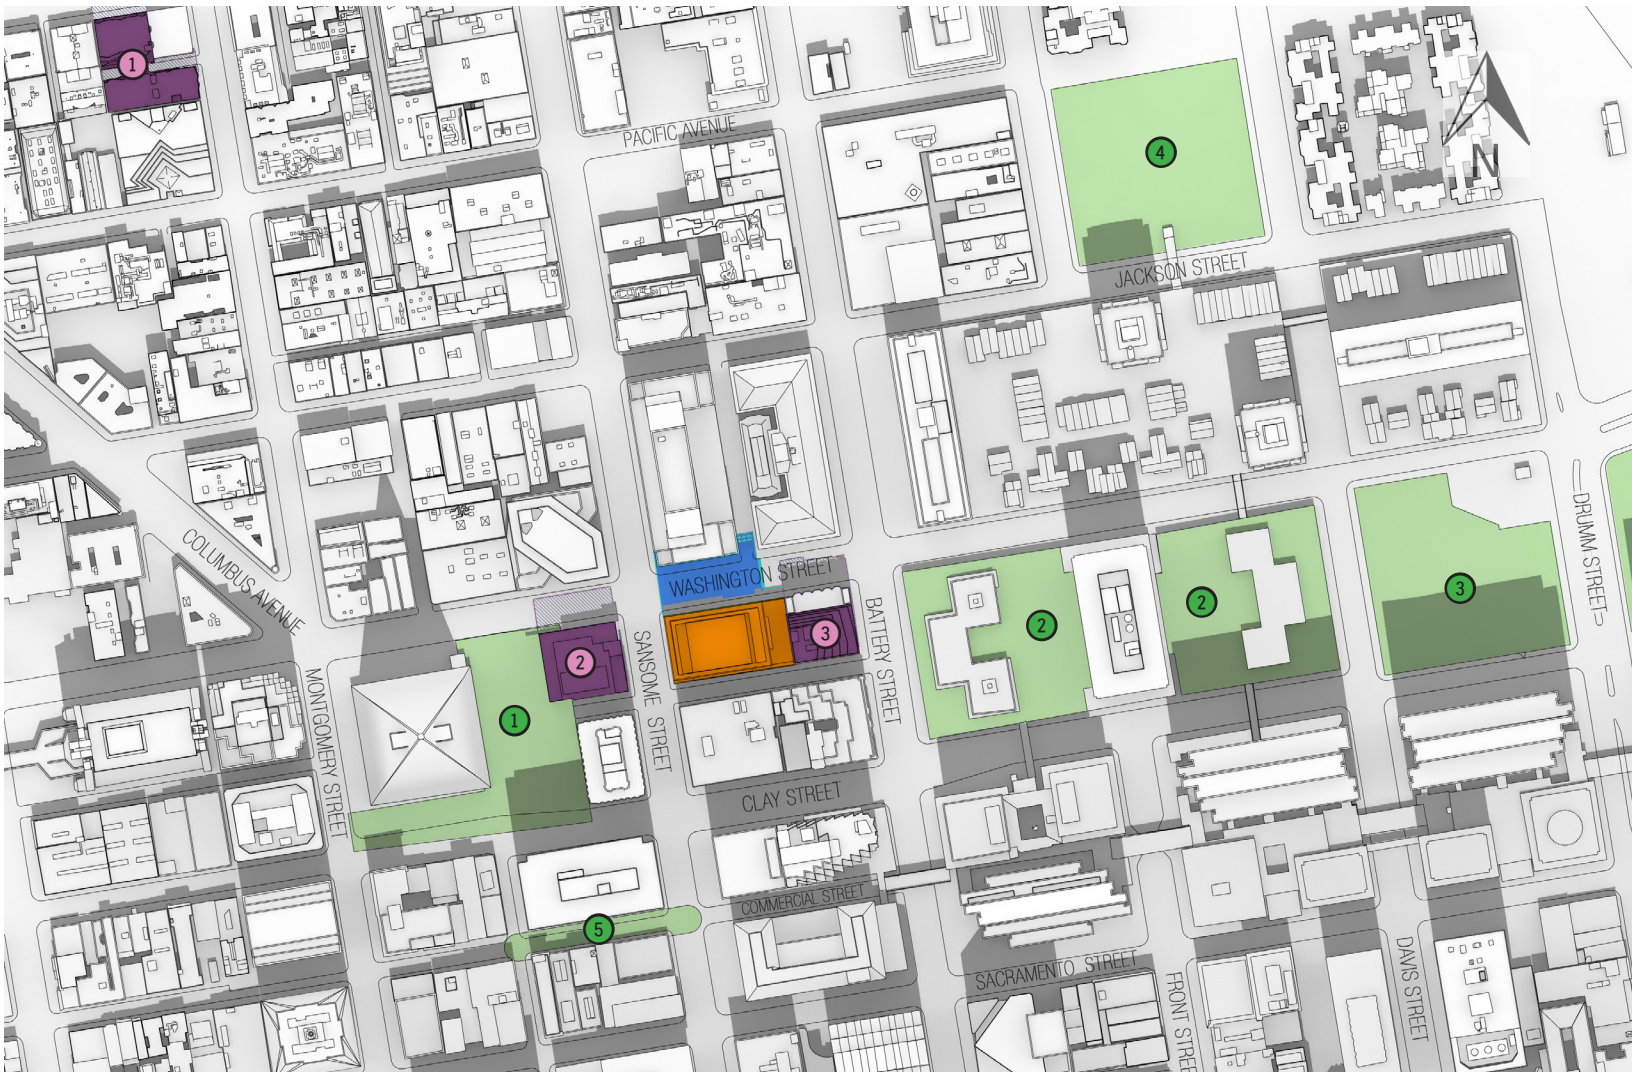 1
PACIFIC AVENUE
4
N
JACKSON STREET
COLUMBUS AVENUE
WASHINGTON STREET
DRUMM STREET
3
2
2
3
2
BATTERY STREET
SANSOME STREET
MONTGOMERY STREET
1
CLAY STREET
COMMERCIAL STREET
5
SACRAMENTO STREET
DAVIS STREET
FRONT STREE